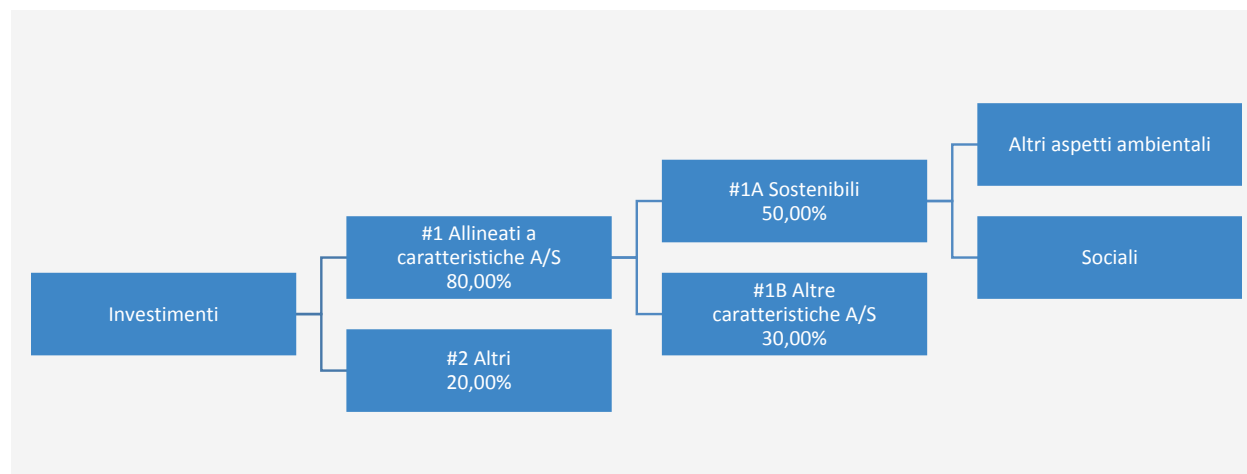 Investimenti
#1 Allineati a
caratteristiche A/S
80,00%
#2 Altri
20,00%
#1A Sostenibili
50,00%
#1B Altre
caratteristiche A/S
30,00%
Altri aspetti ambientali
Sociali